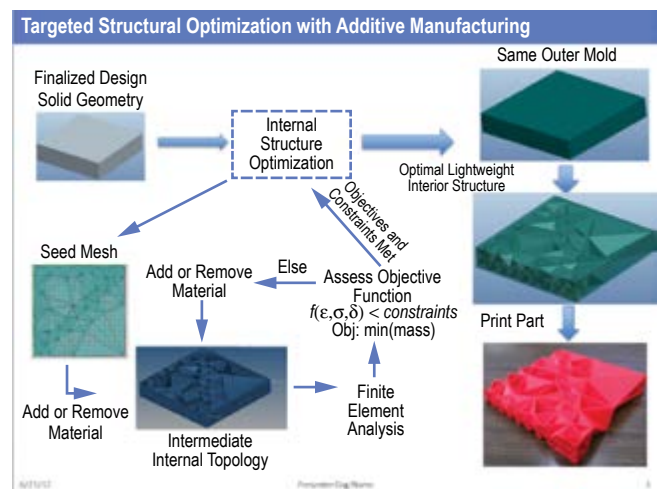 Targeted Structural Optimization with Additive Manufacturing
Finalized Design
Solid Geometry
Internal
Structure
Optimization
Same Outer Mold
Optimal Lightweight
Interior Structure
Objectives and
Constraints Met
Seed Mesh
Add or Remove
Material
Else
Assess Objective
Function
f(ε,σ,δ) < constraints
Obj: min(mass)
Print Part
Add or Remove
Material
Intermediate
Internal Topology
Finite
Element
Analysis